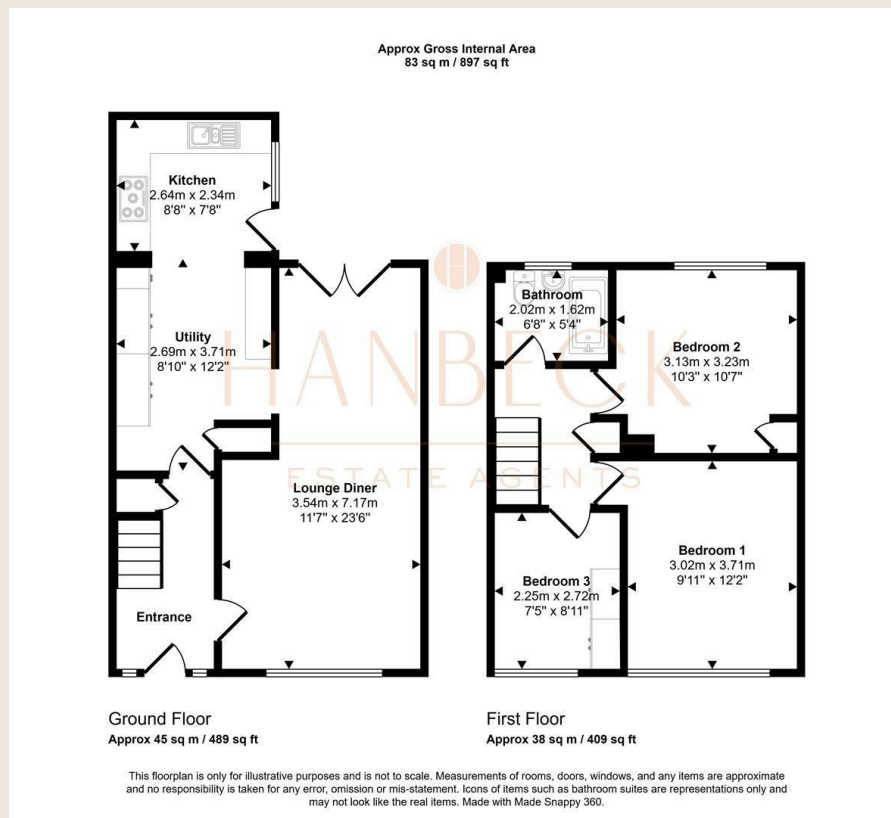 Approx Gross Internal Area
83 sq m / 897 sq ft
Kitchen
2.64m x 2.34m
8'8" x 7'8"
Utility
2.69m x 3.71m
8'10" x 12'2"
Lounge Diner
3.54m x 7.17m
11'7" x 23'6"
Entrance
Bathroom
2.02m x 1.62m
6'8" x 5'4"
Bedroom 2
3.13m x 3.23m
10'3" x 10'7"
Bedroom 1
3.02m x 3.71m
9'11" x 12'2"
Bedroom 3
2.25m x 2.72m
7'5" x 8'11"
HANBECK
ESTATE AGENTS
Ground Floor
Approx 45 sq m / 489 sq ft
First Floor
Approx 38 sq m / 409 sq ft
This floorplan is only for illustrative purposes and is not to scale. Measurements of rooms, doors, windows, and any items are approximate
and no responsibility is taken for any error, omission or mis-statement. Icons of items such as bathroom suites are representations only and
may not look like the real items. Made with Made Snappy 360.